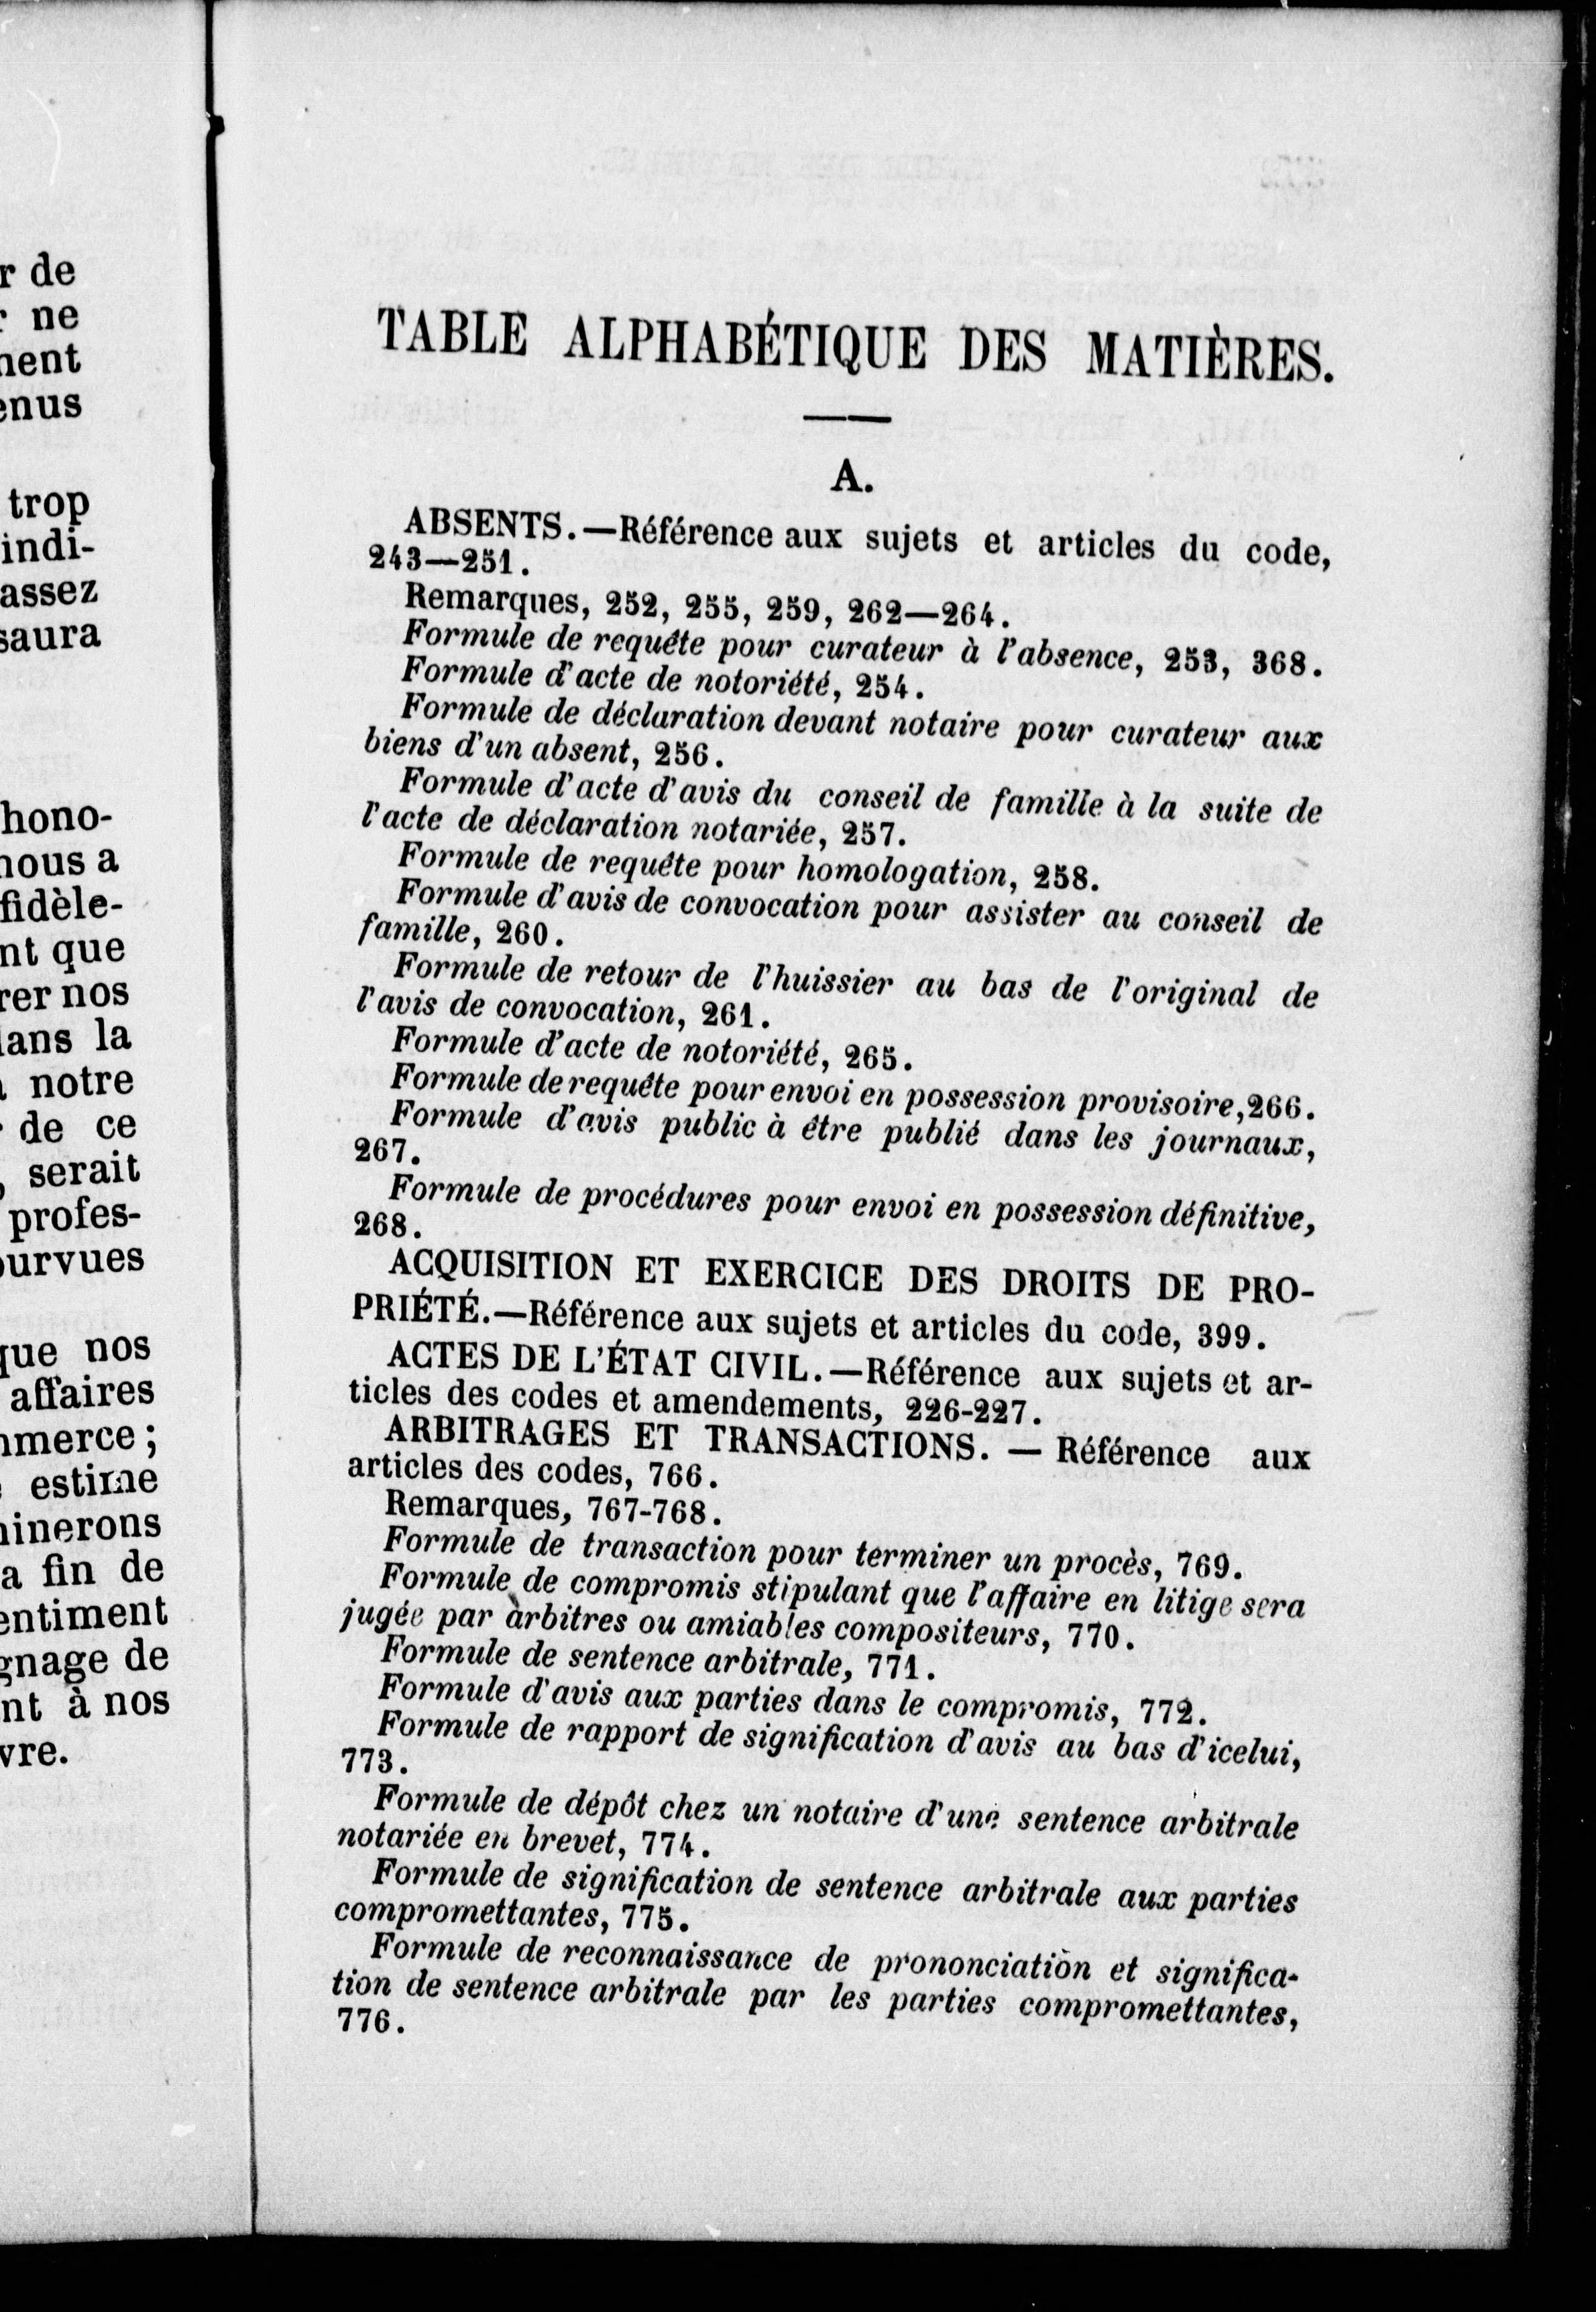 r de
ne
ment
enus
trop
indi-
assez
saura
hono-
nous a
fidèle-
nt que
rer nos
dans la
notre
de ce
, serait
profes-
ourvues
que nos
affaires
mmerce ;
estime
minerons
a fin de
entiment
gnage de
nt à nos
vre.
TABLE ALPHABÉTIQUE DES MATIÈRES.
A.
ABSENTS.—Référence aux sujets et articles du code,
243—251.
Remarques, 252, 255, 259, 262—264.
Formule de requête pour curateur à l'absence, 253, 368.
Formule d'acte de notoriété, 254.
Formule de déclaration devant notaire pour curateur aux
biens d'un absent, 256.
Formule d'acte d'avis du conseil de famille à la suite de
l'acte de déclaration notariée, 257.
Formule de requête pour homologation, 258.
Formule d'avis de convocation pour assister au conseil de
famille, 260.
Formule de retour de l'huissier au bas de l'original de
l'avis de convocation, 261.
Formule d'acte de notoriété, 265.
Formule de requête pour envoi en possession provisoire, 266.
Formule d'avis public à être publié dans les journaux,
267.
Formule de procédures pour envoi en possession définitive,
268.
ACQUISITION ET EXERCICE DES DROITS DE PRO-
PRIÉTÉ.—Référence aux sujets et articles du code, 399.
ACTES DE L'ÉTAT CIVIL.—Référence aux sujets et ar-
ticles des codes et amendements, 226-227.
ARBITRAGES ET TRANSACTIONS. — Référence aux
articles des codes, 766.
Remarques, 767-768.
Formule de transaction pour terminer un procès, 769.
Formule de compromis stipulant que l'affaire en litige sera
jugée par arbitres ou amiables compositeurs, 770.
Formule de sentence arbitrale, 771.
Formule d'avis aux parties dans le compromis, 772.
Formule de rapport de signification d'avis au bas d'icelui,
773.
Formule de dépôt chez un notaire d'une sentence arbitrale
notariée en brevet, 774.
Formule de signification de sentence arbitrale aux parties
compromettantes, 775.
Formule de reconnaissance de prononciation et significa-
tion de sentence arbitrale par les parties compromettantes,
776.